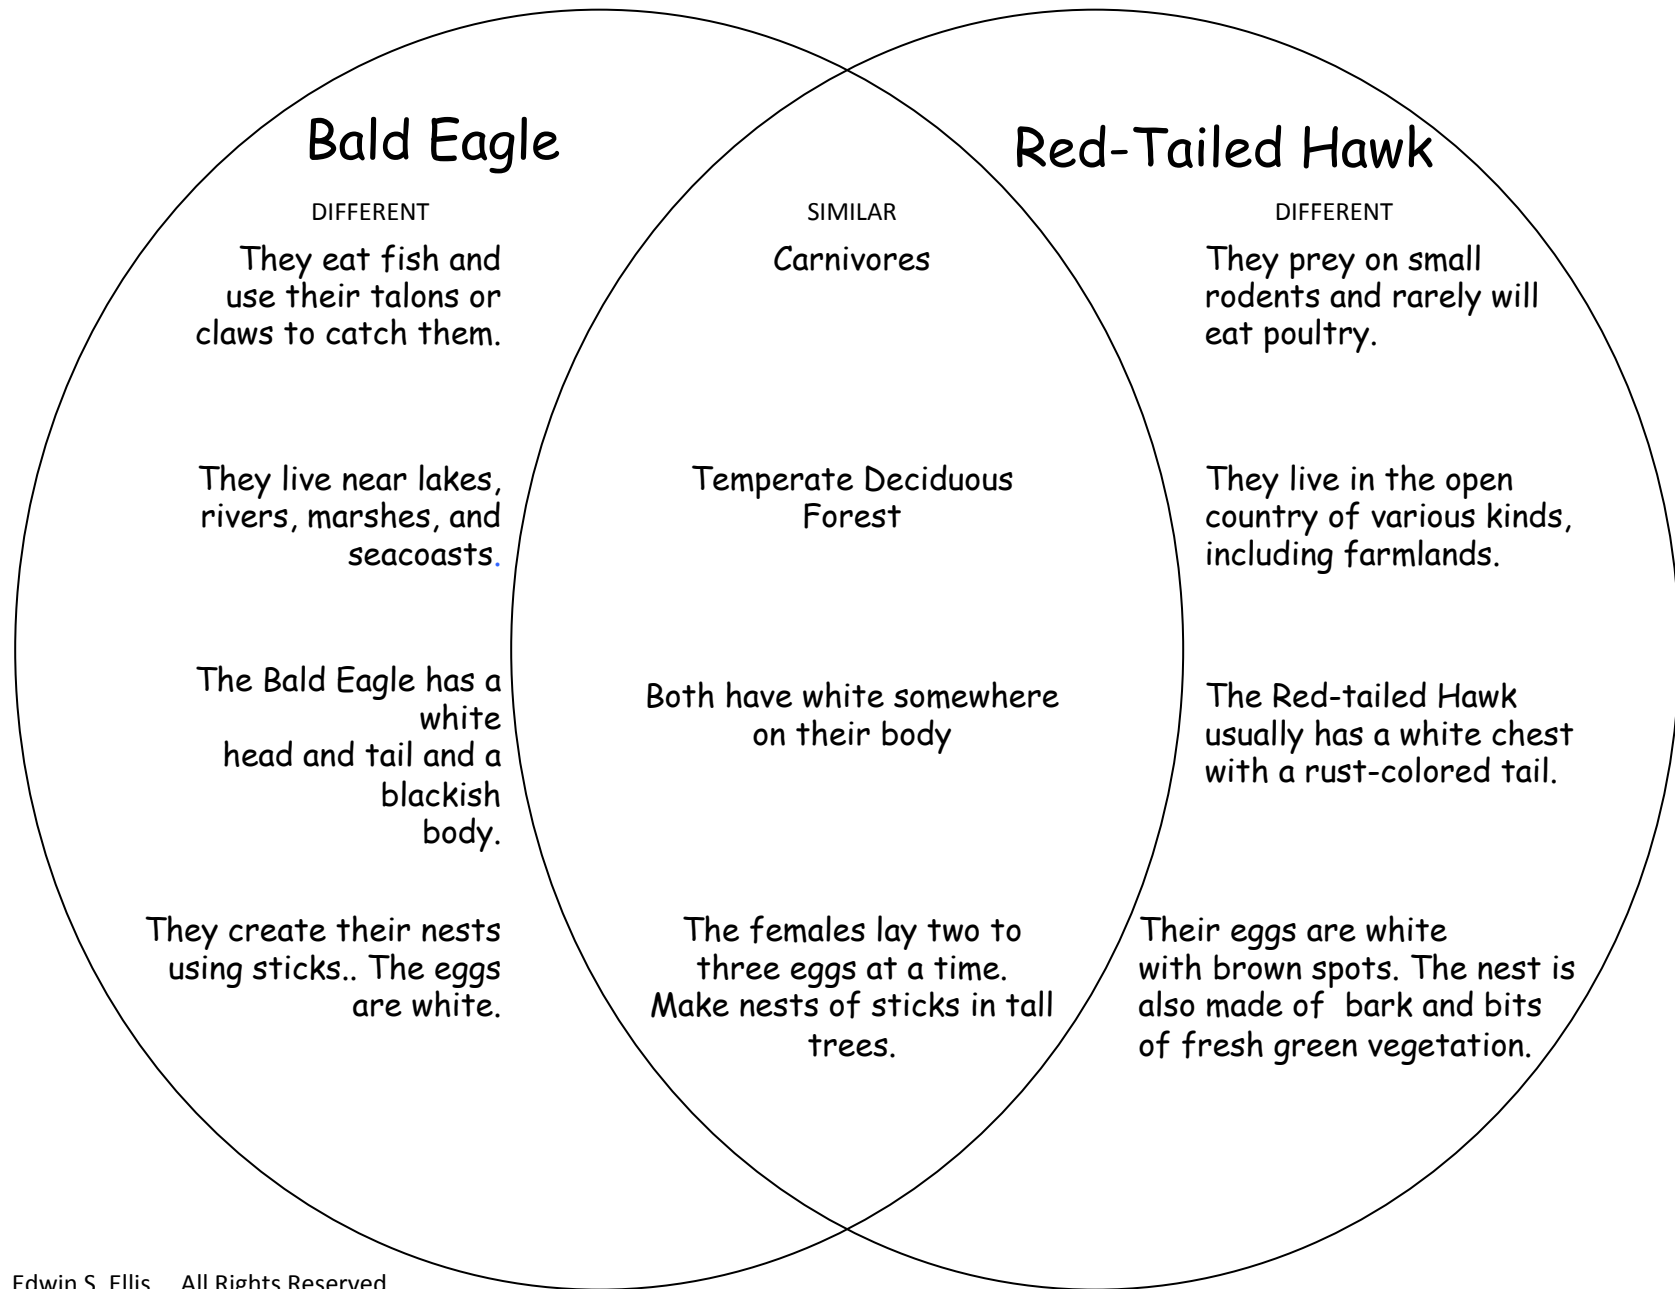 Bald Eagle
DIFFERENT
They eat fish and
use their talons or
claws to catch them.
They live near lakes,
rivers, marshes, and
seacoasts.
The Bald Eagle has a
white
head and tail and a
blackish
body.
They create their nests
using sticks.. The eggs
are white.
SIMILAR
Carnivores
Temperate Deciduous
Forest
Both have white somewhere
on their body
The females lay two to
three eggs at a time.
Make nests of sticks in tall
trees.
Red-Tailed Hawk
DIFFERENT
They prey on small
rodents and rarely will
eat poultry.
They live in the open
country of various kinds,
including farmlands.
The Red-tailed Hawk
usually has a white chest
with a rust-colored tail.
Their eggs are white
with brown spots. The nest is
also made of  bark and bits
of fresh green vegetation.
Edwin S. Ellis    All Rights Reserved